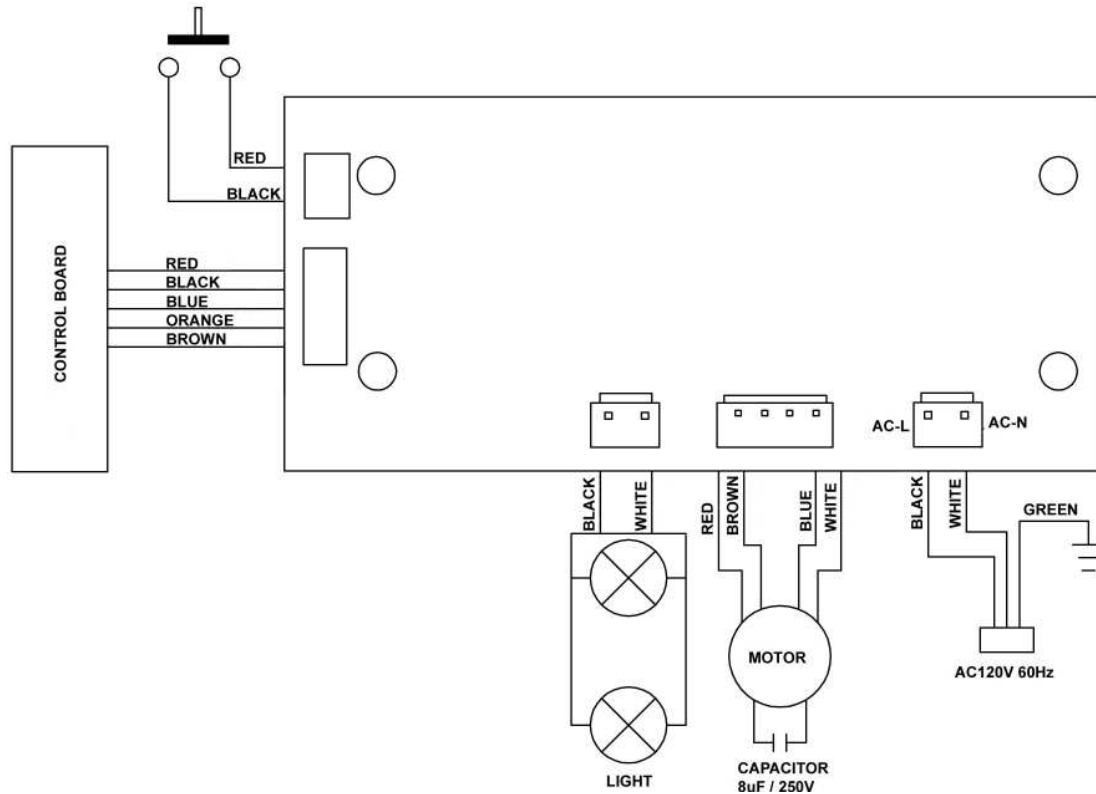 RED
BLACK
CONTROL BOARD
RED
BLACK
BLUE
ORANGE
BROWN
AC-L
AC-N
BLACK
WHITE
RED
BROWN
BLUE
WHITE
BLACK
WHITE
GREEN
MOTOR
AC120V 60Hz
LIGHT
CAPACITOR
8uF / 250V